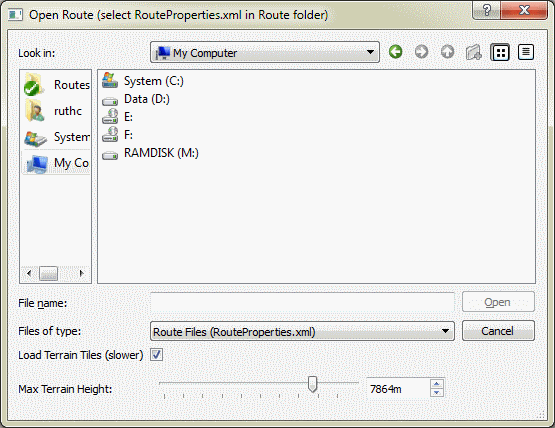 Open Route (select RouteProperties.xml in Route folder)
Look in:
My Computer
Routes
ruthc
System
My Co
System (C:)
Data (D:)
E:
F:
RAMDISK (M:)
File name:
Open
Files of type:
Route Files (RouteProperties.xml)
Cancel
Load Terrain Tiles (slower)
Max Terrain Height:
7864m